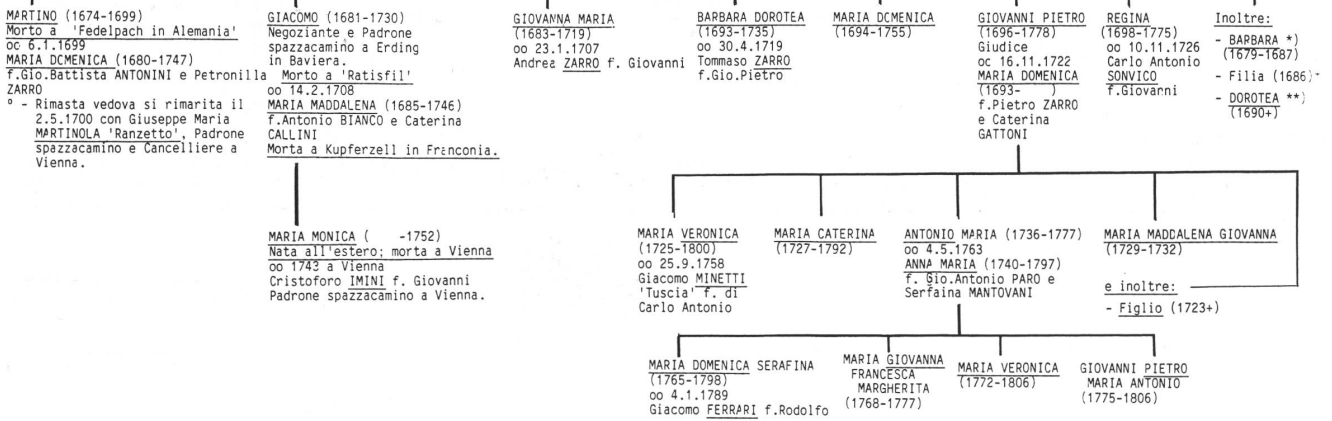 MARTINO (1674-1699)
Morto a 'Fedelpach in Alemania'
oc 6.1.1699
MARIA DOMENICA (1680-1747)
f.Gio.Battista ANTONINI e Petronilla
ZARRO
° - Rimasta vedova si rimarita il
2.5.1700 con Giuseppe Maria
MARTINOLA 'Ranzetto', Padrone
spazzacamino e Cancelliere a
Vienna.
GIACOMO (1681-1730)
Negoziante e Padrone
spazzacamino a Erding
in Baviera.
Morto a 'Ratisfil'
oo 14.2.1708
MARIA MADDALENA (1685-1746)
f.Antonio BIANCO e Caterina
CALLINI
Morta a Kupferzell in Franconia.
GIOVANNA MARIA
(1683-1719)
oo 23.1.1707
Andrea ZARRO f. Giovanni
BARBARA DOROTEA
(1693-1735)
oo 30.4.1719
Tommaso ZARRO
f.Gio.Pietro
MARIA DOMENICA
(1694-1755)
GIOVANNI PIETRO
(1696-1778)
Giudice
oc 16.11.1722
MARIA DOMENICA
(1693-    )
f.Pietro ZARRO
e Caterina
GATTONI
REGINA
(1698-1775)
oo 10.11.1726
Carlo Antonio
SONVICO
f.Giovanni
Inoltre:
- BARBARA *)
(1679-1687)
- Filia (1686)-
- DOROTEA **)
(1690+)
MARIA MONICA (    -1752)
Nata all'estero; morta a Vienna
oo 1743 a Vienna
Cristoforo IMINI f. Giovanni
Padrone spazzacamino a Vienna.
MARIA VERONICA
(1725-1800)
oo 25.9.1758
Giacomo MINETTI
'Tuscia' f. di
Carlo Antonio
MARIA CATERINA
(1727-1792)
ANTONIO MARIA (1736-1777)
oo 4.5.1763
ANNA MARIA (1740-1797)
f. Gio.Antonio PARO e
Serfaina MANTOVANI
MARIA MADDALENA GIOVANNA
(1729-1732)
e inoltre:
- Figlio (1723+)
MARIA DOMENICA SERAFINA
(1765-1798)
oo 4.1.1789
Giacomo FERRARI f.Rodolfo
MARIA GIOVANNA
FRANCESCA
MARGHERITA
(1768-1777)
MARIA VERONICA
(1772-1806)
GIOVANNI PIETRO
MARIA ANTONIO
(1775-1806)